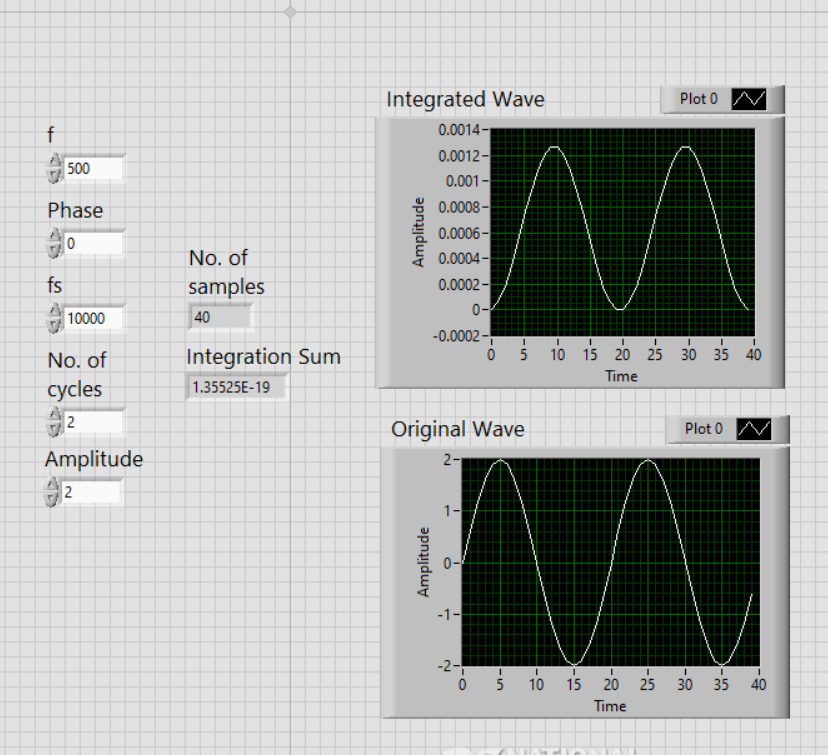 f
500
Phase
0
fs
10000
No. of
cycles
2
Amplitude
2
No. of
samples
40
Integration Sum
1.35525E-19
Integrated Wave
Plot 0
Amplitude
0.0014
0.0012
0.001
0.0008
0.0006
0.0004
0.0002
0
-0.0002
0 5 10 15 20 25 30 35 40
Time
Original Wave
Plot 0
Amplitude
2
1
0
-1
-2
0 5 10 15 20 25 30 35 40
Time
NATIONAL